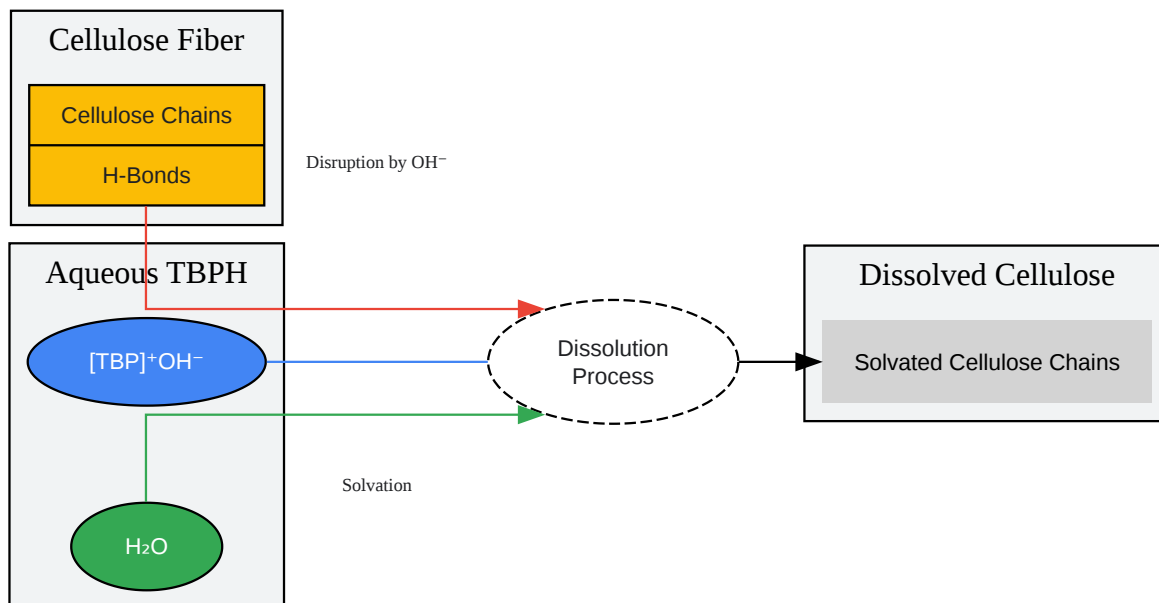 Cellulose Fiber
Cellulose Chains
H-Bonds
Disruption by OH⁻
Aqueous TBPH
[TBP]⁺OH⁻
H₂O
Solvation
Dissolution
Process
Dissolved Cellulose
Solvated Cellulose Chains